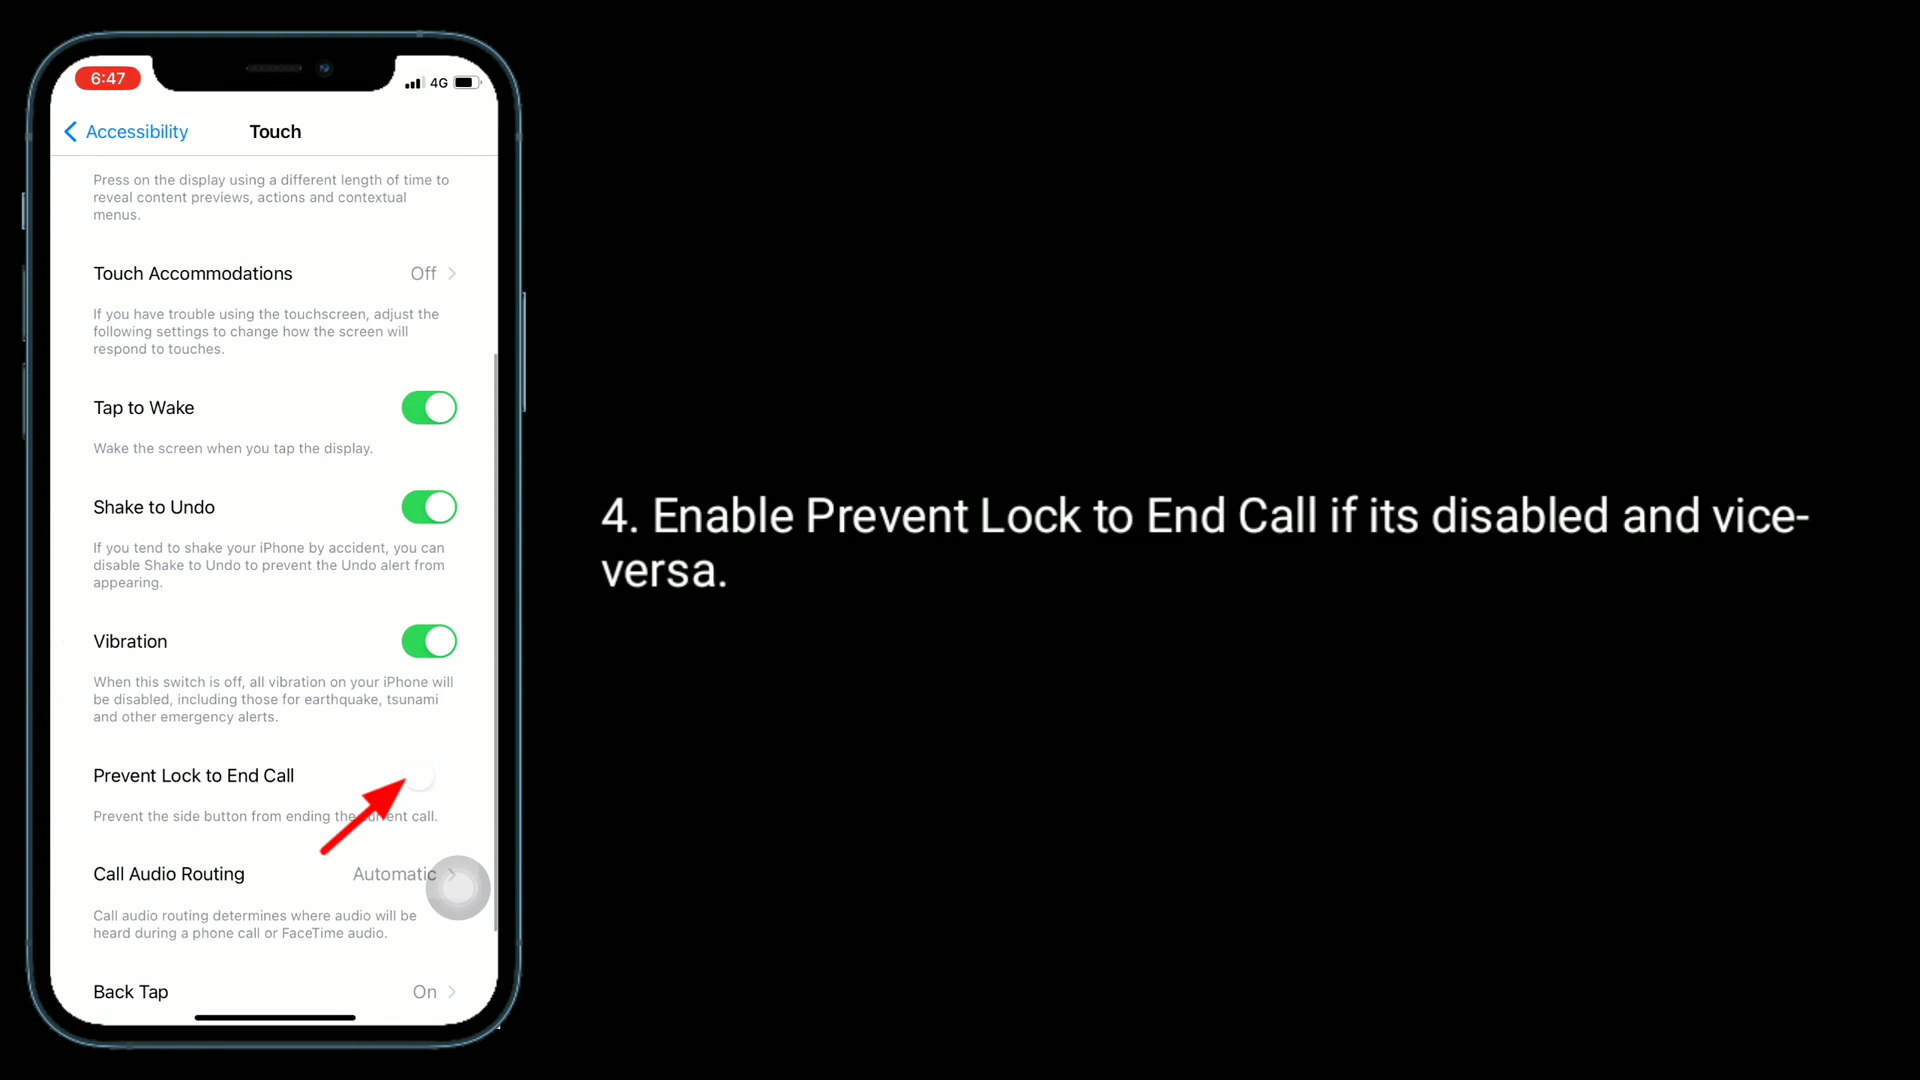 6:47
4G
Accessibility
Touch
Press on the display using a different length of time to
reveal content previews, actions and contextual
menus.
Touch Accommodations
Off
If you have trouble using the touchscreen, adjust the
following settings to change how the screen will
respond to touches.
Tap to Wake
Wake the screen when you tap the display.
Shake to Undo
If you tend to shake your iPhone by accident, you can
disable Shake to Undo to prevent the Undo alert from
appearing.
Vibration
When this switch is off, all vibration on your iPhone will
be disabled, including those for earthquake, tsunami
and other emergency alerts.
Prevent Lock to End Call
Prevent the side button from ending the current call.
Call Audio Routing
Automatic
Call audio routing determines where audio will be
heard during a phone call or FaceTime audio.
Back Tap
On
4. Enable Prevent Lock to End Call if its disabled and vice-
versa.